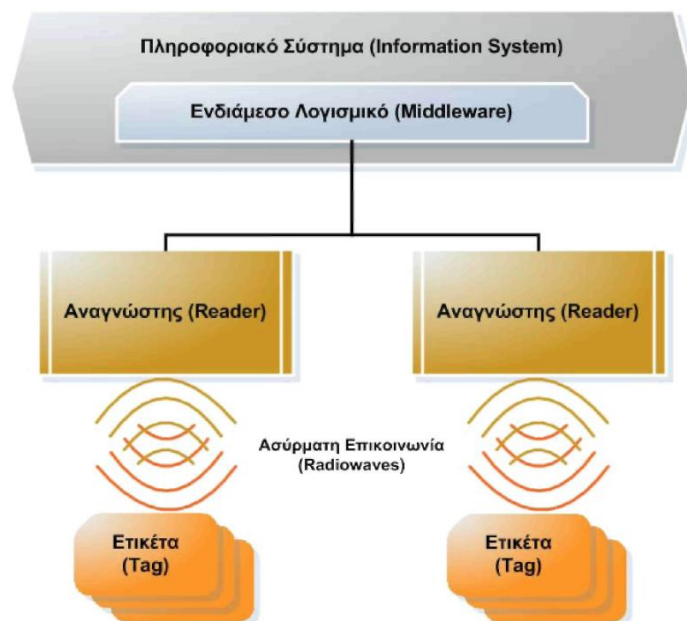 Πληροφοριακό Σύστημα (Information System)
Ενδιάμεσο Λογισμικό (Middleware)
Αναγνώστης (Reader)
Αναγνώστης (Reader)
Ασύρματη Επικοινωνία
(Radiowaves)
Ετικέτα
(Tag)
Ετικέτα
(Tag)